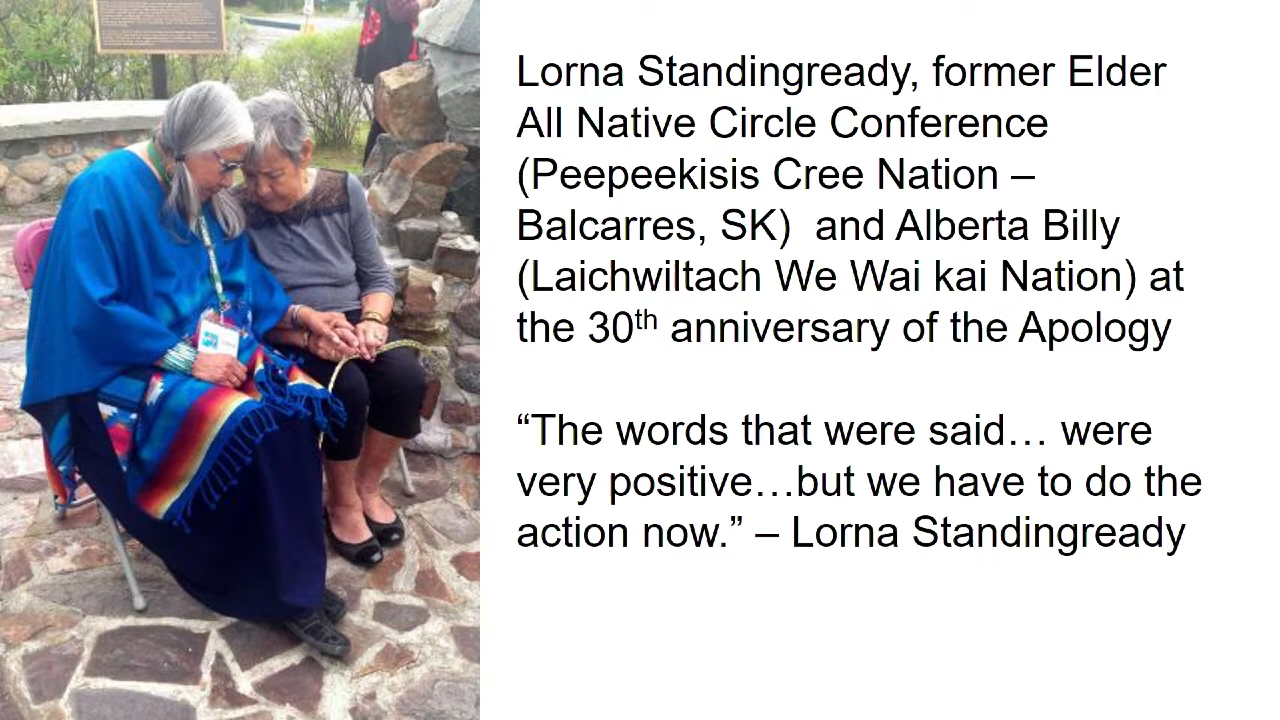 Lorna Standingready, former Elder
All Native Circle Conference
(Peepeekisis Cree Nation –
Balcarres, SK)  and Alberta Billy
(Laichwiltach We Wai kai Nation) at
the 30th anniversary of the Apology
“The words that were said… were
very positive…but we have to do the
action now.” – Lorna Standingready